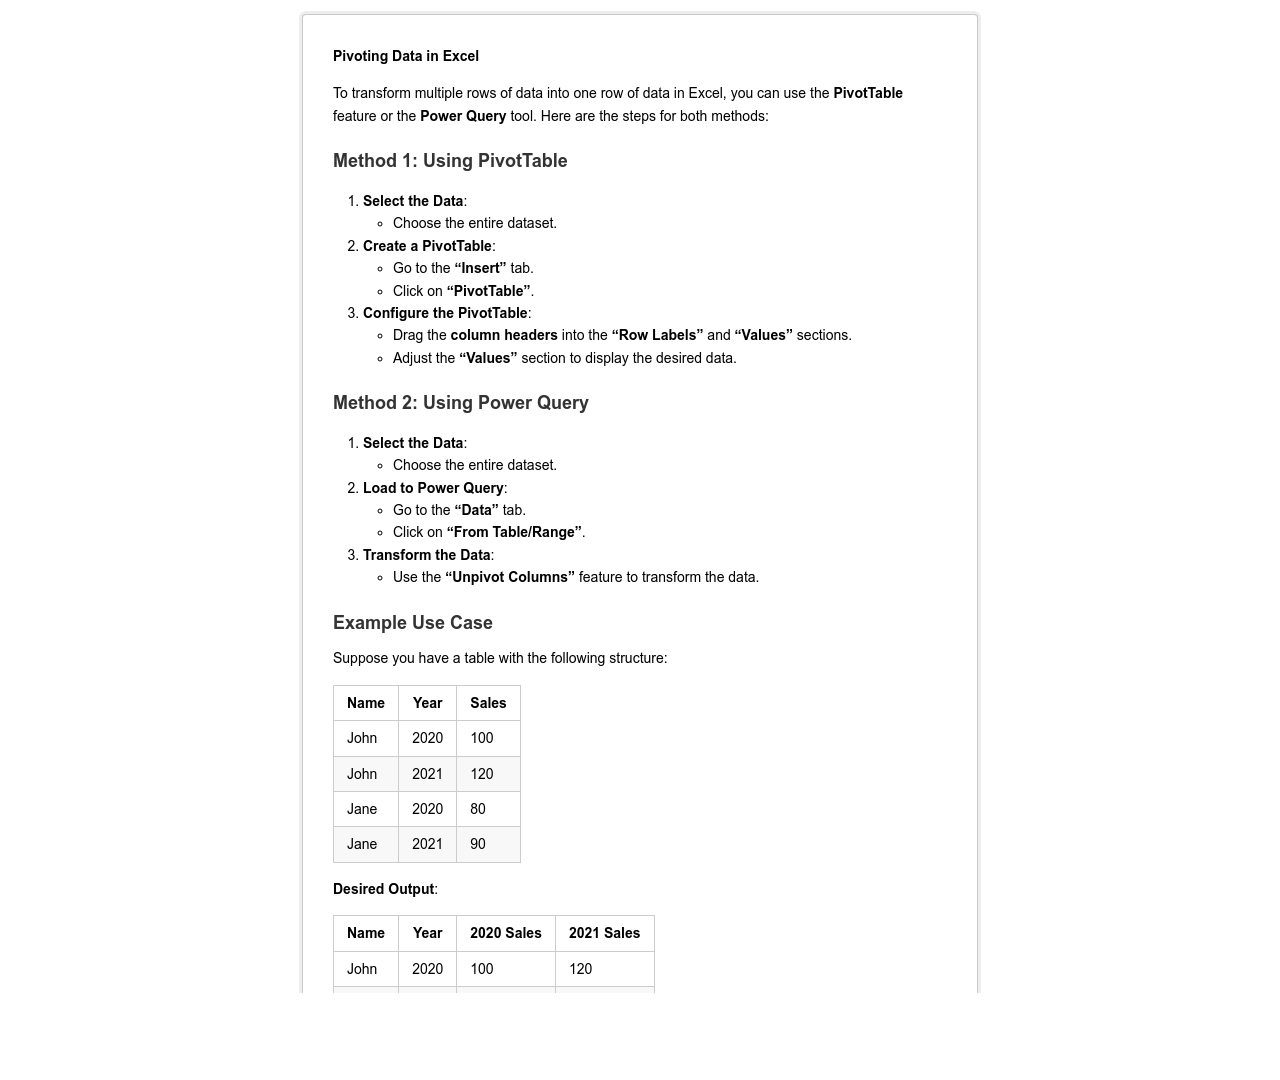 Pivoting Data in Excel
To transform multiple rows of data into one row of data in Excel, you can use the PivotTable
feature or the Power Query tool. Here are the steps for both methods:
Method 1: Using PivotTable
1. Select the Data:
◦ Choose the entire dataset.
2. Create a PivotTable:
◦ Go to the “Insert” tab.
◦ Click on “PivotTable”.
3. Configure the PivotTable:
◦ Drag the column headers into the “Row Labels” and “Values” sections.
◦ Adjust the “Values” section to display the desired data.
Method 2: Using Power Query
1. Select the Data:
◦ Choose the entire dataset.
2. Load to Power Query:
◦ Go to the “Data” tab.
◦ Click on “From Table/Range”.
3. Transform the Data:
◦ Use the “Unpivot Columns” feature to transform the data.
Example Use Case
Suppose you have a table with the following structure:
Name Year Sales
John 2020 100
John 2021 120
Jane 2020 80
Jane 2021 90
Desired Output:
Name Year 2020 Sales 2021 Sales
John 2020 100 120